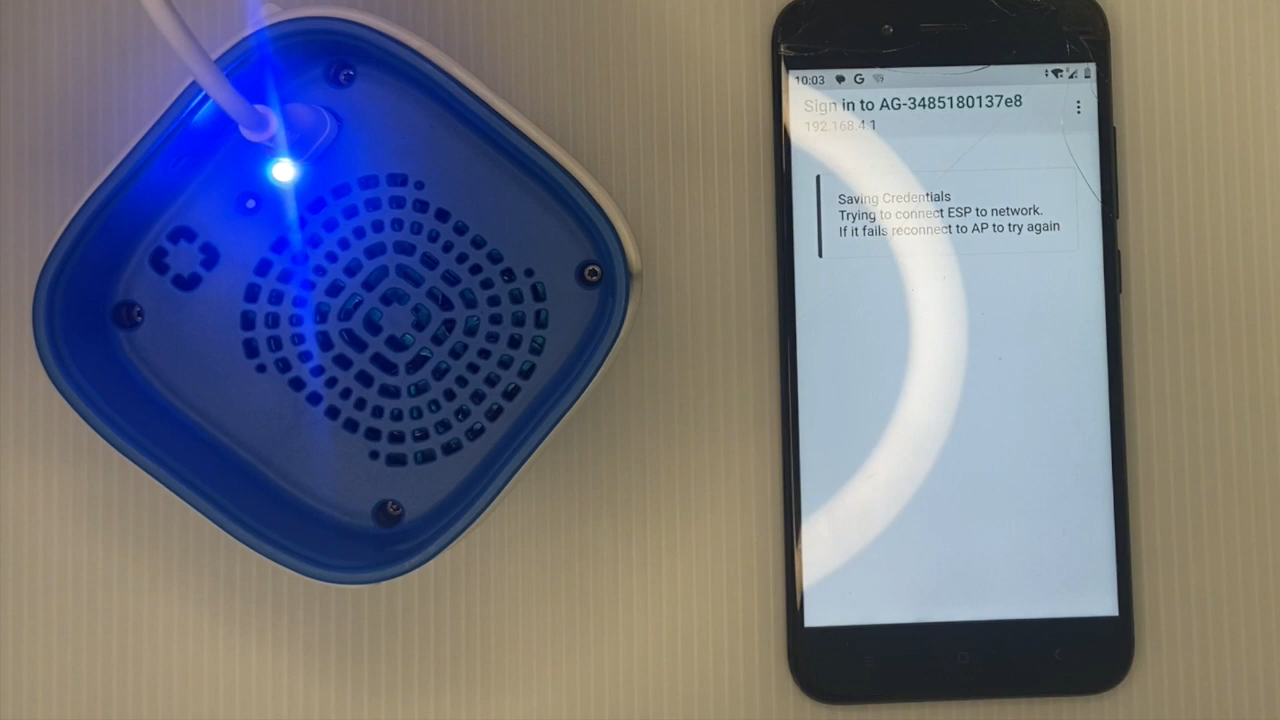 10:03
Sign in to AG-3485180137e8
192.168.4.1
Saving Credentials
Trying to connect ESP to network.
If it fails reconnect to AP to try again